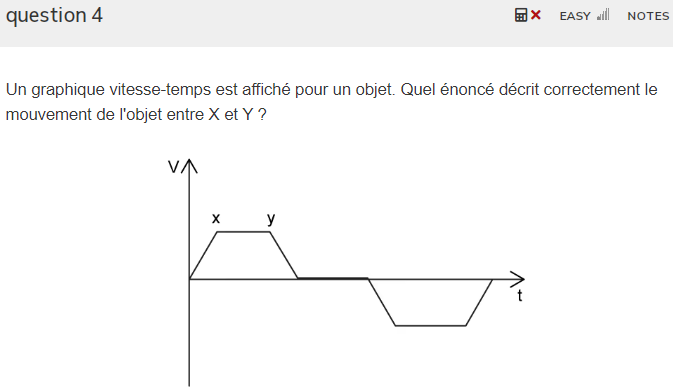 question 4
EASY
NOTES
Un graphique vitesse-temps est affiché pour un objet. Quel énoncé décrit correctement le
mouvement de l'objet entre X et Y ?
V
x
y
t